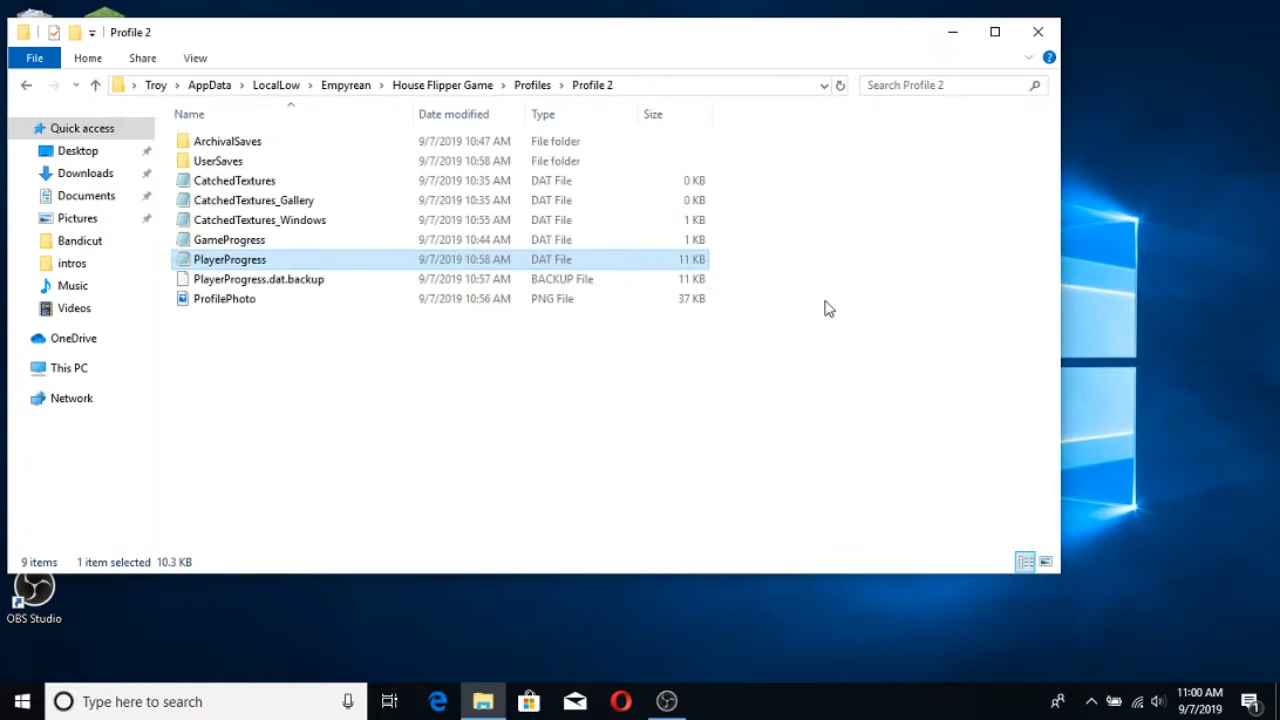 Profile 2
File Home Share View
Troy AppData LocalLow Empyrean House Flipper Game Profiles Profile 2
Search Profile 2
Name Date modified Type Size
Quick access
Desktop
Downloads
Documents
Pictures
Bandicut
intros
Music
Videos
OneDrive
This PC
Network
ArchivalSaves 9/7/2019 10:47 AM File folder
UserSaves 9/7/2019 10:58 AM File folder
CatchedTextures 9/7/2019 10:35 AM DAT File 0 KB
CatchedTextures_Gallery 9/7/2019 10:35 AM DAT File 0 KB
CatchedTextures_Windows 9/7/2019 10:55 AM DAT File 1 KB
GameProgress 9/7/2019 10:44 AM DAT File 1 KB
PlayerProgress 9/7/2019 10:58 AM DAT File 11 KB
PlayerProgress.dat.backup 9/7/2019 10:57 AM BACKUP File 11 KB
ProfilePhoto 9/7/2019 10:56 AM PNG File 37 KB
9 items 1 item selected 10.3 KB
OBS Studio
Type here to search
11:00 AM
9/7/2019
1